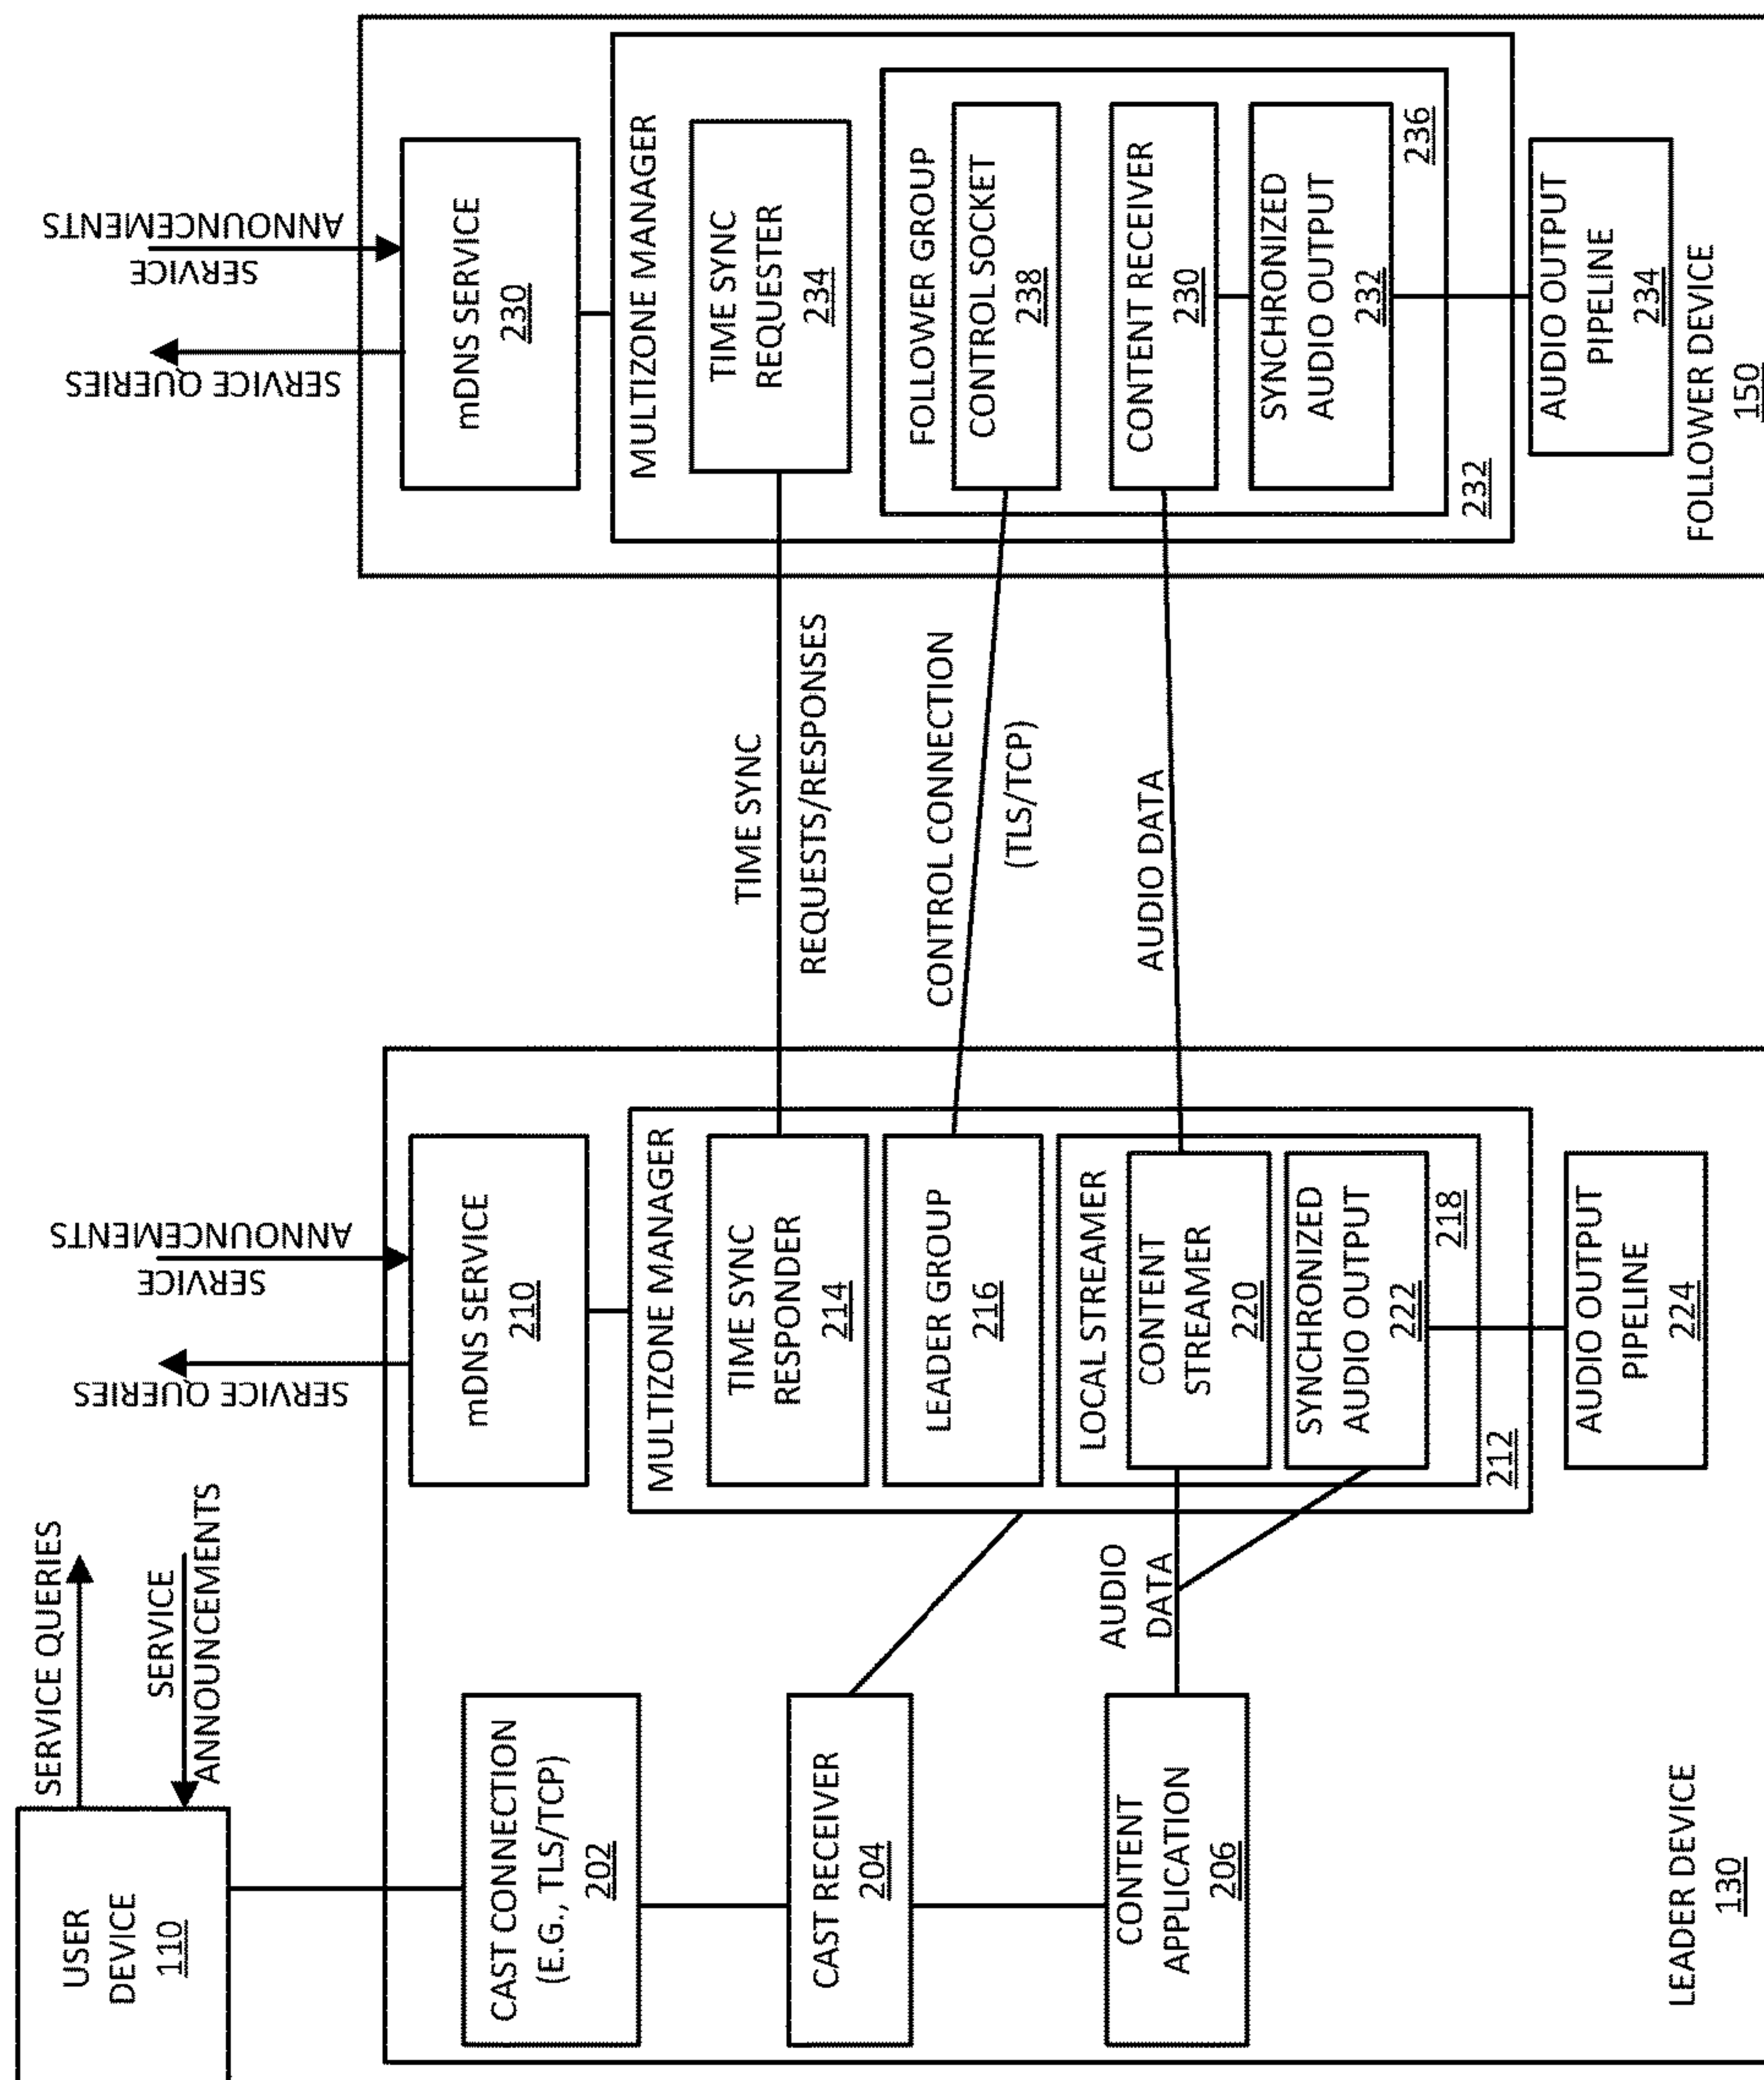 USER
DEVICE
110
SERVICE QUERIES
SERVICE
ANNOUNCEMENTS
CAST CONNECTION
(E.G., TLS/TCP)
202
CAST RECEIVER
204
CONTENT
APPLICATION
206
LEADER DEVICE
130
AUDIO
DATA
SERVICE QUERIES
SERVICE
ANNOUNCEMENTS
mDNS SERVICE
210
MULTIZONE MANAGER
TIME SYNC
RESPONDER
214
LEADER GROUP
216
LOCAL STREAMER
CONTENT
STREAMER
220
SYNCHRONIZED
AUDIO OUTPUT
222
218
212
AUDIO OUTPUT
PIPELINE
224
TIME SYNC
REQUESTS/RESPONSES
CONTROL CONNECTION
(TLS/TCP)
AUDIO DATA
SERVICE QUERIES
SERVICE
ANNOUNCEMENTS
mDNS SERVICE
230
MULTIZONE MANAGER
TIME SYNC
REQUESTER
234
FOLLOWER GROUP
CONTROL SOCKET
238
CONTENT RECEIVER
230
SYNCHRONIZED
AUDIO OUTPUT
232
236
232
AUDIO OUTPUT
PIPELINE
234
FOLLOWER DEVICE
150